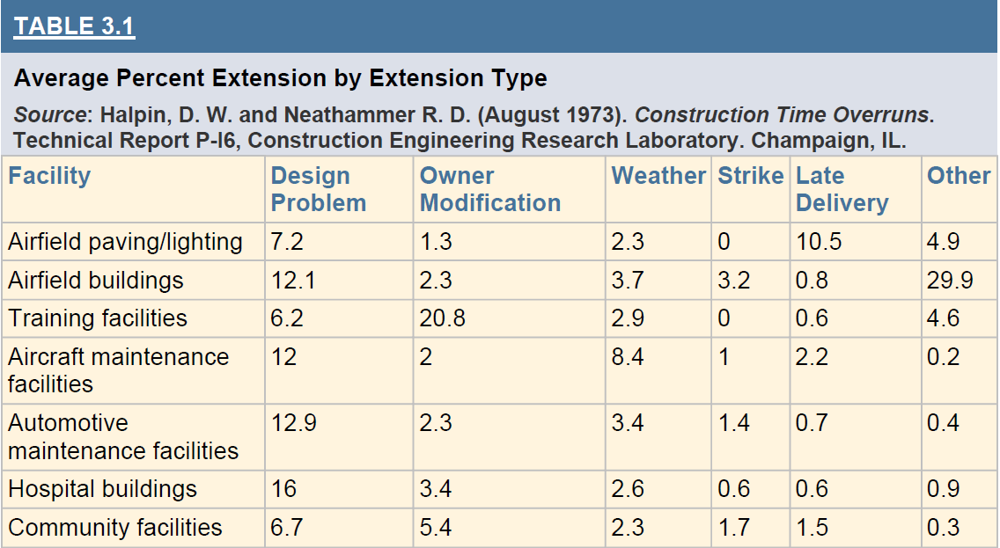 TABLE 3.1
Average Percent Extension by Extension Type
Source: Halpin, D. W. and Neathammer R. D. (August 1973). Construction Time Overruns.
Technical Report P-I6, Construction Engineering Research Laboratory. Champaign, IL.
Facility Design Problem Owner Modification Weather Strike Late Delivery Other
Airfield paving/lighting 7.2 1.3 2.3 0 10.5 4.9
Airfield buildings 12.1 2.3 3.7 3.2 0.8 29.9
Training facilities 6.2 20.8 2.9 0 0.6 4.6
Aircraft maintenance facilities 12 2 8.4 1 2.2 0.2
Automotive maintenance facilities 12.9 2.3 3.4 1.4 0.7 0.4
Hospital buildings 16 3.4 2.6 0.6 0.6 0.9
Community facilities 6.7 5.4 2.3 1.7 1.5 0.3